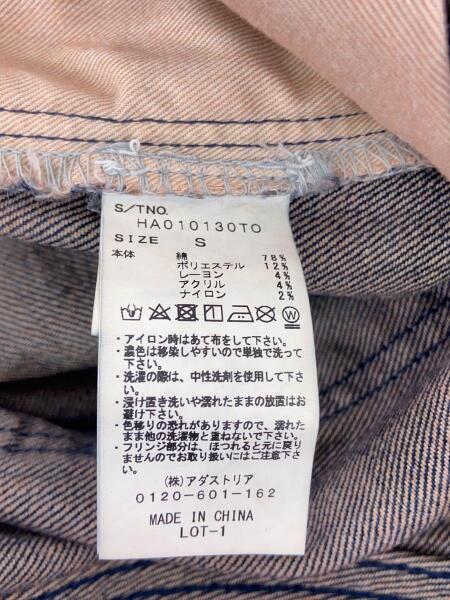 S/TNO.
HA010130TO
SIZE S
本体 綿 78%
ポリエステル 12%
レーヨン 4%
アクリル 4%
ナイロン 2%
W
・アイロン時はあて布をして下さい。
・濃色は移染しやすいので単独で洗って
下さい。
・洗濯の際は、中性洗剤を使用して下さ
い。
・浸け置き洗いや濡れたままの放置はお
避け下さい。
・色移りの恐れがありますので、濡れた
まま他の洗濯物と重ねないで下さい。
・フリンジ部分は、ほつれると元に戻り
ませんのでお取り扱いにはご注意下さ
い。
(株)アダストリア
0120-601-162
MADE IN CHINA
LOT-1